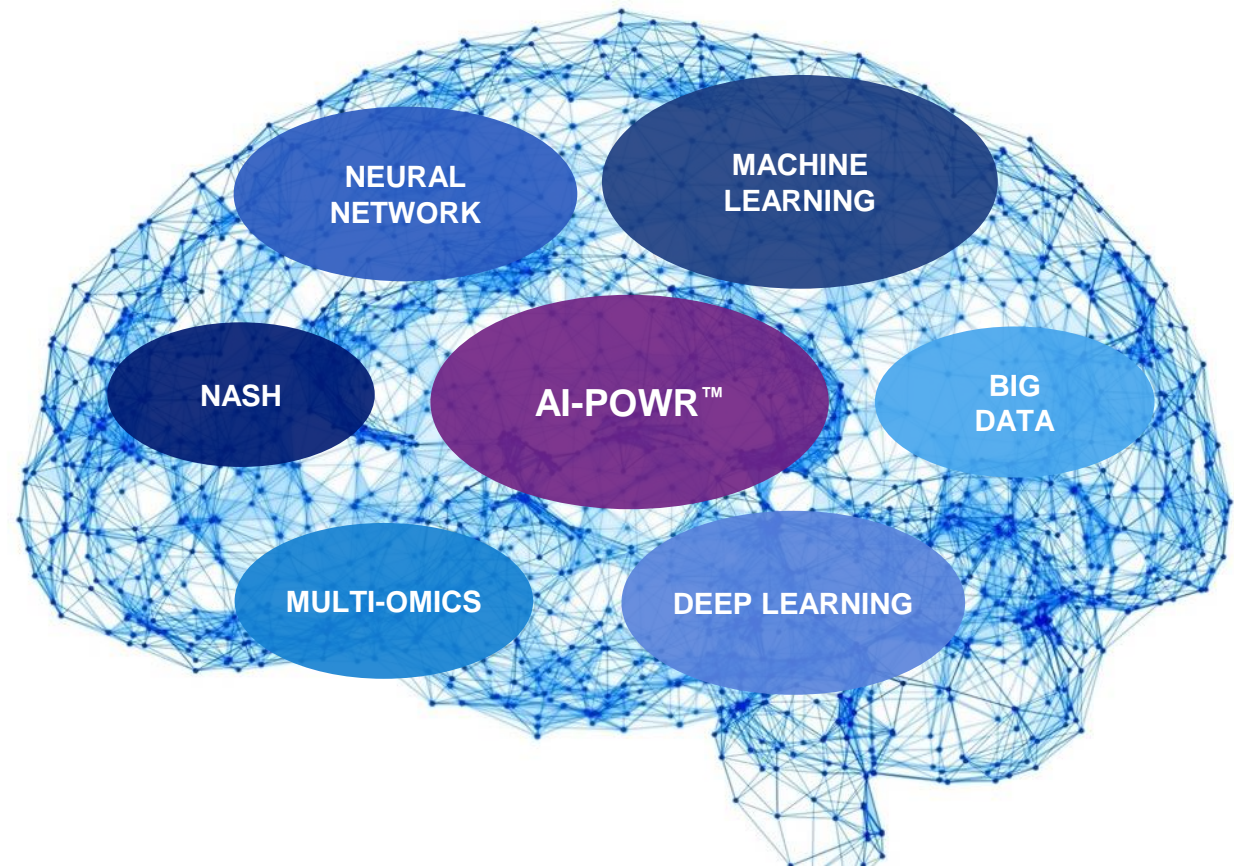 NEURAL
NETWORK
MACHINE
LEARNING
NASH
AI-POWR™
BIG
DATA
MULTI-OMICS
DEEP LEARNING